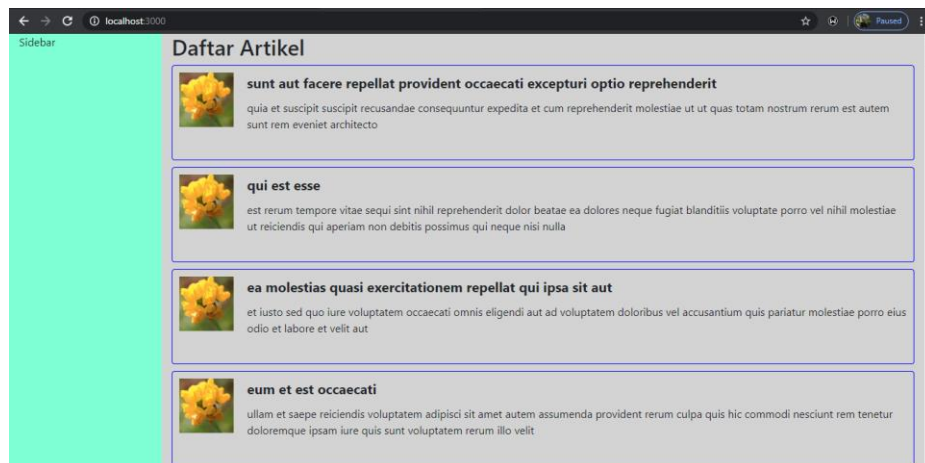 localhost:3000
Paused
Sidebar
Daftar Artikel
sunt aut facere repellat provident occaecati excepturi optio reprehenderit
quia et suscipit suscipit recusandae consequuntur expedita et cum reprehenderit molestiae ut ut quas totam nostrum rerum est autem
sunt rem eveniet architecto
qui est esse
est rerum tempore vitae sequi sint nihil reprehenderit dolor beatae ea dolores neque fugiat blanditiis voluptate porro vel nihil molestiae
ut reiciendis qui aperiam non debitis possimus qui neque nisi nulla
ea molestias quasi exercitationem repellat qui ipsa sit aut
et iusto sed quo iure voluptatem occaecati omnis eligendi aut ad voluptatem doloribus vel accusantium quis pariatur molestiae porro eius
odio et labore et velit aut
eum et est occaecati
ullam et saepe reiciendis voluptatem adipisci sit amet autem assumenda provident rerum culpa quis hic commodi nesciunt rem tenetur
doloremque ipsam iure quis sunt voluptatem rerum illo velit